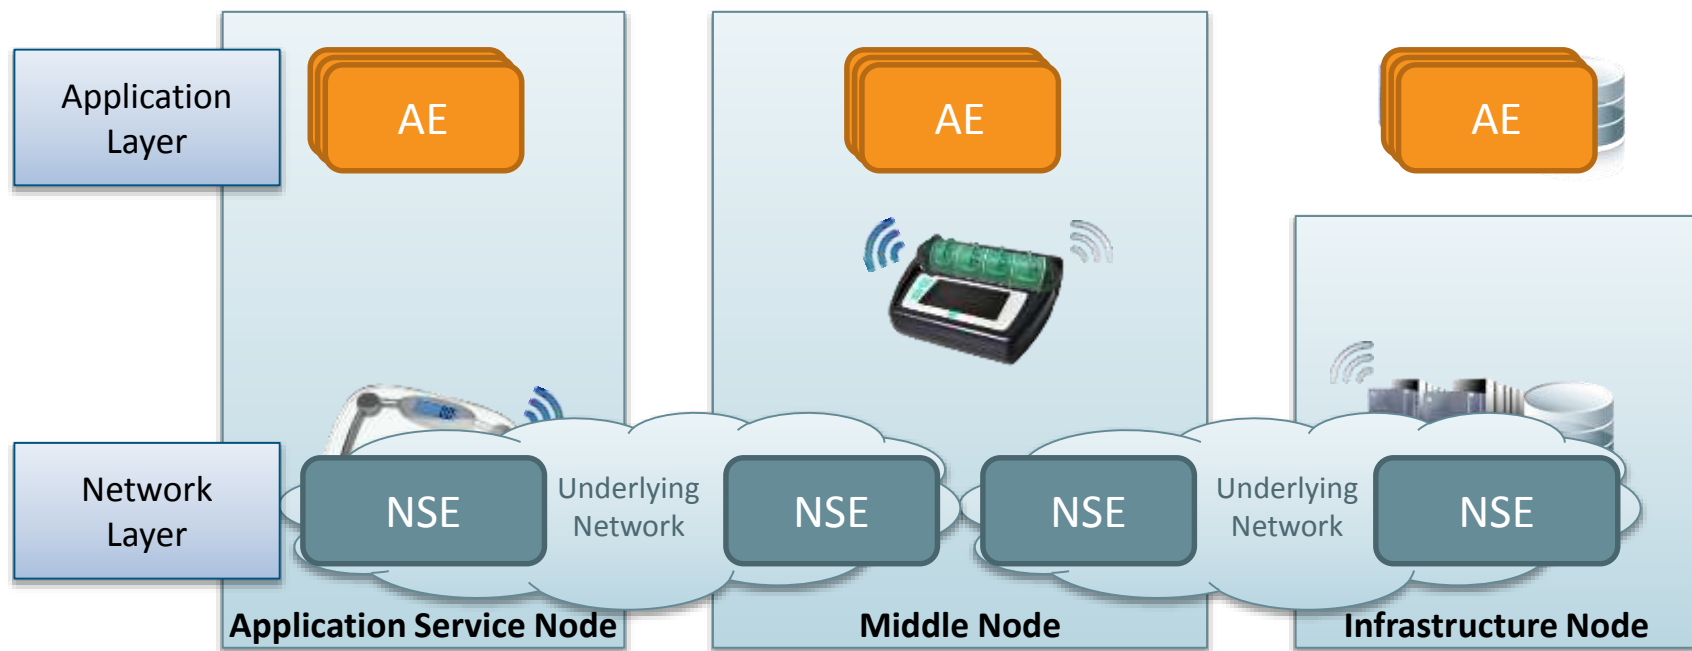 Application
Layer
AE
AE
AE
Network
Layer
NSE
Underlying
Network
NSE
NSE
Underlying
Network
NSE
Application Service Node
Middle Node
Infrastructure Node